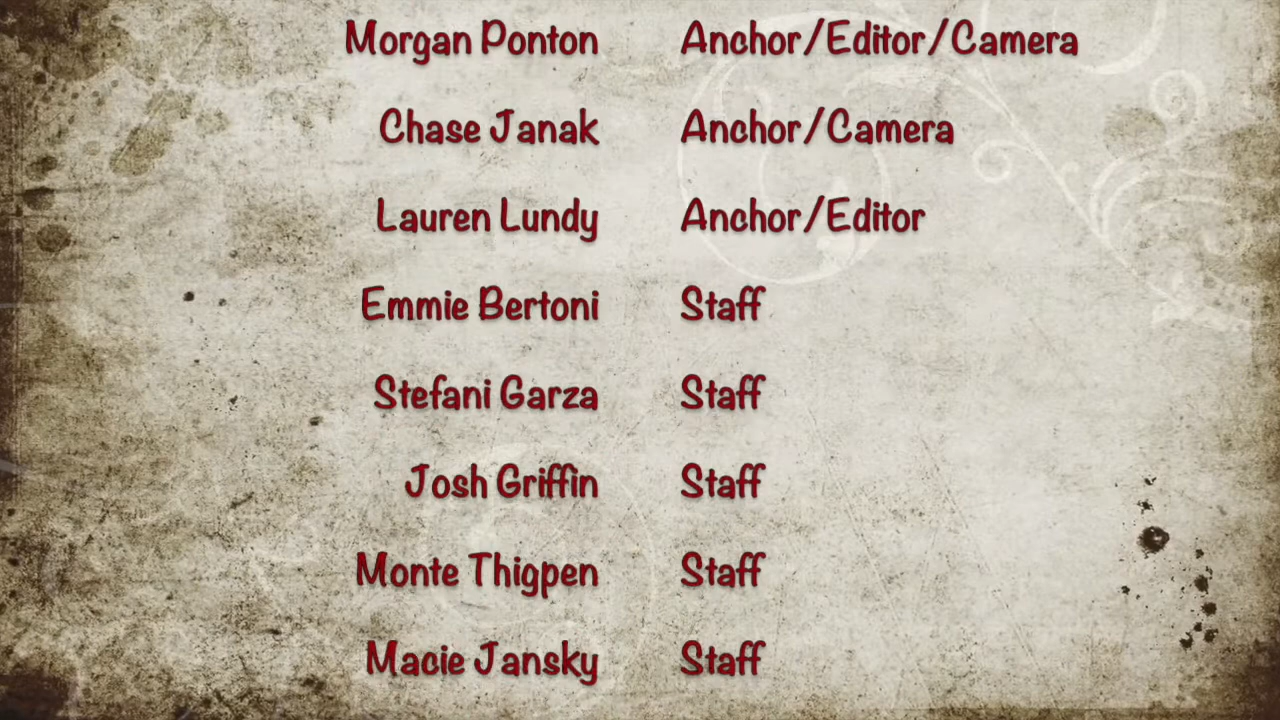 Morgan Ponton Anchor/Editor/Camera
Chase Janak Anchor/Camera
Lauren Lundy Anchor/Editor
Emmie Bertoni Staff
Stefani Garza Staff
Josh Griffin Staff
Monte Thigpen Staff
Macie Jansky Staff